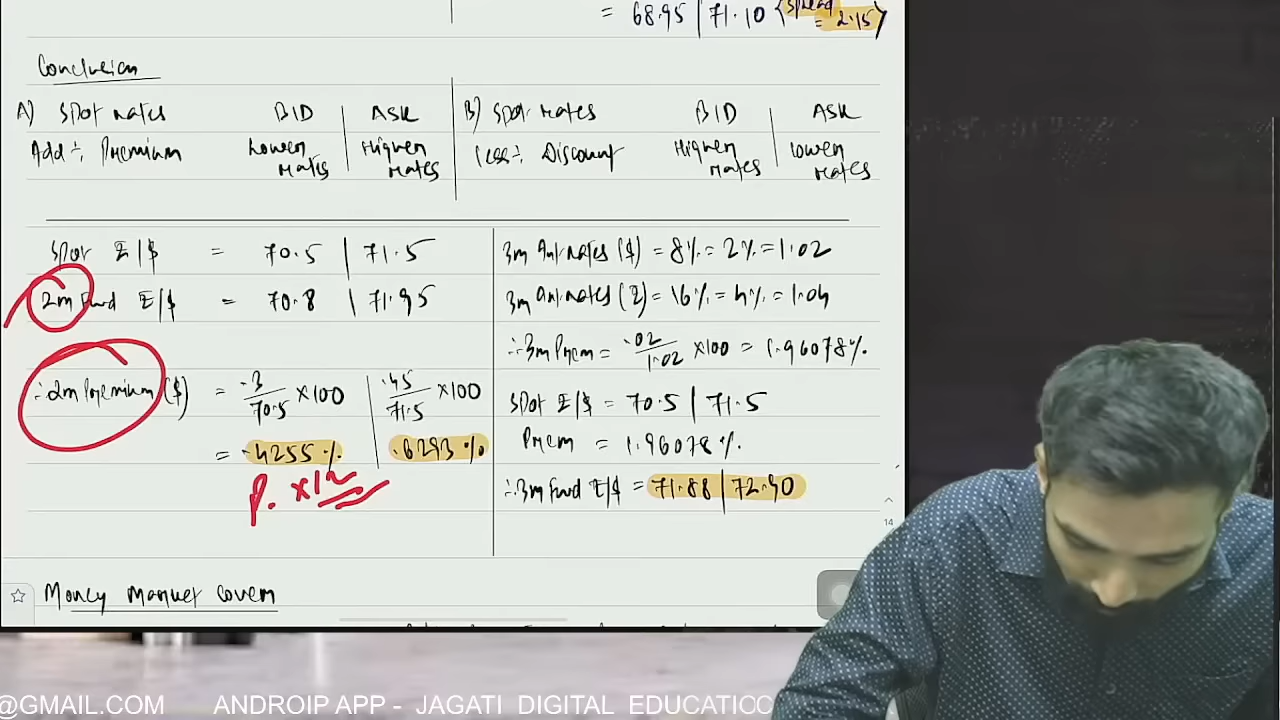 = 68.95 | 71.10 (Spread = 2.15)
Conclusion
A) Spot rates BID | ASK
Add :- Premium Lower rates | Higher rates
B) Spot rates BID | ASK
Less :- Discount Higher rates | Lower rates
Spot ₹/$ = 70.5 | 71.5
2m Fwd ₹/$ = 70.8 | 71.95
∴ 2m Premium ($) = .3/70.5 ×100 | .45/71.5 ×100
= .4255 % .6293 %
P. ×12
3m Int rates ($) = 8% = 2% = 1.02
3m Int rates (₹) = 16% = 4% = 1.04
∴ 3m Prem = .02/1.02 ×100 = 1.96078 %.
Spot ₹/$ = 70.5 | 71.5
Prem = 1.96078 %.
∴ 3m Fwd ₹/$ = 71.88 | 72.90
14
Money Market Cover
@GMAIL.COM ANDROIP APP - JAGATI DIGITAL EDUCATIO